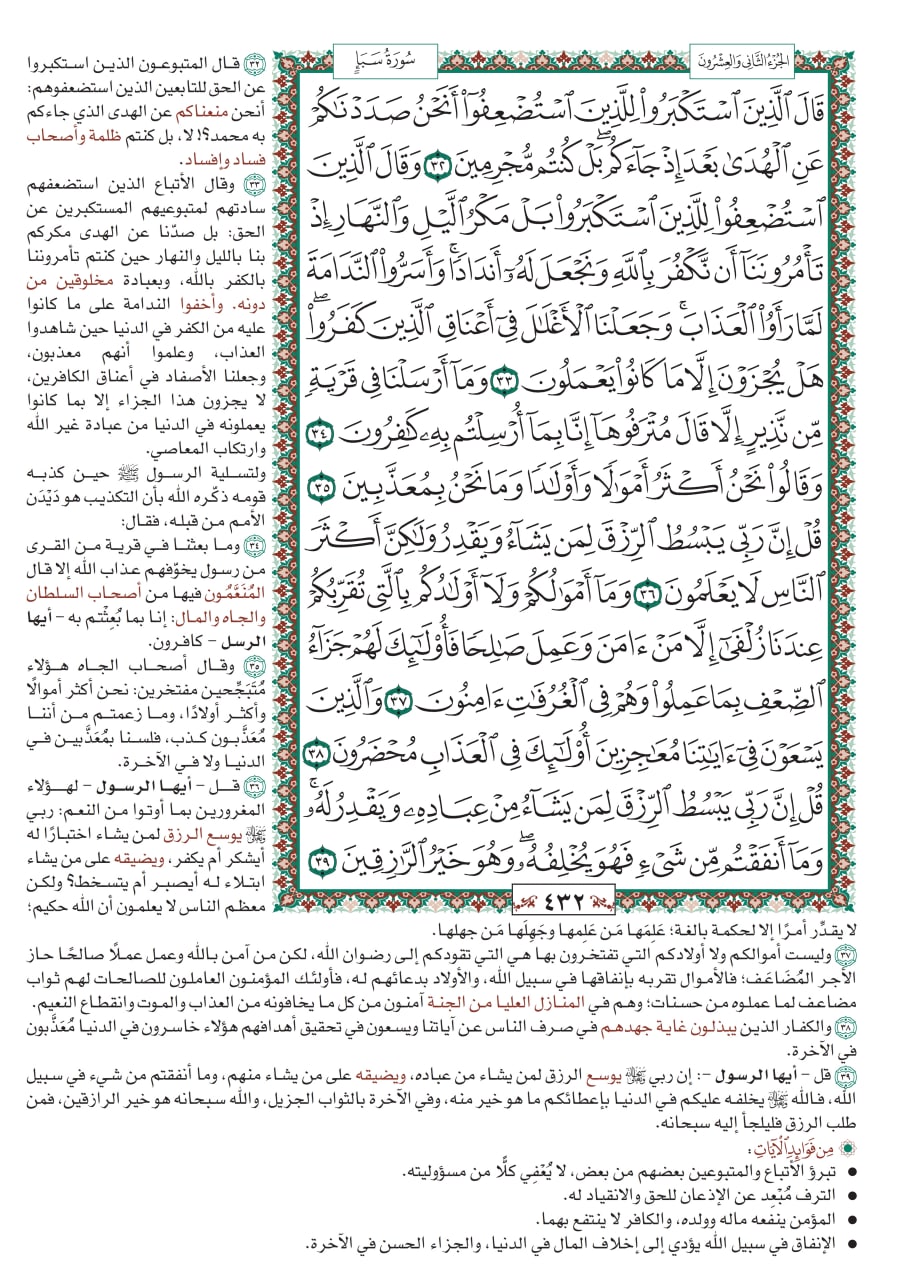 الجُزْءُ الثَّانِي وَالعِشْرُونَ
سُورَةُ سَبَإٍ
قَالَ ٱلَّذِينَ ٱسْتَكْبَرُوا۟ لِلَّذِينَ ٱسْتُضْعِفُوٓا۟ أَنَحْنُ صَدَدْنَٰكُمْ
عَنِ ٱلْهُدَىٰ بَعْدَ إِذْ جَآءَكُم ۖ بَلْ كُنتُم مُّجْرِمِينَ ٣٢ وَقَالَ ٱلَّذِينَ
ٱسْتُضْعِفُوا۟ لِلَّذِينَ ٱسْتَكْبَرُوا۟ بَلْ مَكْرُ ٱلَّيْلِ وَٱلنَّهَارِ إِذْ
تَأْمُرُونَنَآ أَن نَّكْفُرَ بِٱللَّهِ وَنَجْعَلَ لَهُۥٓ أَندَادًا ۚ وَأَسَرُّوا۟ ٱلنَّدَامَةَ
لَمَّا رَأَوُا۟ ٱلْعَذَابَ ۚ وَجَعَلْنَا ٱلْأَغْلَٰلَ فِىٓ أَعْنَاقِ ٱلَّذِينَ كَفَرُوا۟ ۖ
هَلْ يُجْزَوْنَ إِلَّا مَا كَانُوا۟ يَعْمَلُونَ ٣٣ وَمَآ أَرْسَلْنَا فِى قَرْيَةٍ
مِّن نَّذِيرٍ إِلَّا قَالَ مُتْرَفُوهَآ إِنَّا بِمَآ أُرْسِلْتُم بِهِۦ كَٰفِرُونَ ٣٤
وَقَالُوا۟ نَحْنُ أَكْثَرُ أَمْوَٰلًا وَأَوْلَٰدًا وَمَا نَحْنُ بِمُعَذَّبِينَ ٣٥
قُلْ إِنَّ رَبِّى يَبْسُطُ ٱلرِّزْقَ لِمَن يَشَآءُ وَيَقْدِرُ وَلَٰكِنَّ أَكْثَرَ
ٱلنَّاسِ لَا يَعْلَمُونَ ٣٦ وَمَآ أَمْوَٰلُكُمْ وَلَآ أَوْلَٰدُكُم بِٱلَّتِى تُقَرِّبُكُمْ
عِندَنَا زُلْفَىٰٓ إِلَّا مَنْ ءَامَنَ وَعَمِلَ صَٰلِحًا فَأُو۟لَٰٓئِكَ لَهُمْ جَزَآءُ
ٱلضِّعْفِ بِمَا عَمِلُوا۟ وَهُمْ فِى ٱلْغُرُفَٰتِ ءَامِنُونَ ٣٧ وَٱلَّذِينَ
يَسْعَوْنَ فِىٓ ءَايَٰتِنَا مُعَٰجِزِينَ أُو۟لَٰٓئِكَ فِى ٱلْعَذَابِ مُحْضَرُونَ ٣٨
قُلْ إِنَّ رَبِّى يَبْسُطُ ٱلرِّزْقَ لِمَن يَشَآءُ مِنْ عِبَادِهِۦ وَيَقْدِرُ لَهُۥ ۚ
وَمَآ أَنفَقْتُم مِّن شَىْءٍ فَهُوَ يُخْلِفُهُۥ ۖ وَهُوَ خَيْرُ ٱلرَّٰزِقِينَ ٣٩
٤٣٢
٣٢ قال المتبوعون الذين استكبروا
عن الحق للتابعين الذين استضعفوهم:
أنحن منعناكم عن الهدى الذي جاءكم
به محمد؟! لا، بل كنتم ظلمة وأصحاب
فساد وإفساد.
٣٣ وقال الأتباع الذين استضعفهم
سادتهم لمتبوعيهم المستكبرين عن
الحق: بل صدّنا عن الهدى مكركم
بنا بالليل والنهار حين كنتم تأمروننا
بالكفر بالله، وبعبادة مخلوقين من
دونه. وأخفوا الندامة على ما كانوا
عليه من الكفر في الدنيا حين شاهدوا
العذاب، وعلموا أنهم معذبون،
وجعلنا الأصفاد في أعناق الكافرين،
لا يجزون هذا الجزاء إلا بما كانوا
يعملونه في الدنيا من عبادة غير الله
وارتكاب المعاصي.
ولتسلية الرسول ﷺ حين كذبه
قومه ذكّره الله بأن التكذيب هو دَيْدَن
الأمم من قبله، فقال:
٣٤ وما بعثنا في قرية من القرى
من رسول يخوّفهم عذاب الله إلا قال
المُنَعَّمُون فيها من أصحاب السلطان
والجاه والمال: إنا بما بُعِثْتم به - أيها
الرسل - كافرون.
٣٥ وقال أصحاب الجاه هؤلاء
مُتَبَجِّحين مفتخرين: نحن أكثر أموالًا
وأكثر أولادًا، وما زعمتم من أننا
مُعَذَّبون كذب، فلسنا بمُعَذَّبين في
الدنيا ولا في الآخرة.
٣٦ قل - أيها الرسول - لهؤلاء
المغرورين بما أوتوا من النعم: ربي
ﷻ يوسع الرزق لمن يشاء اختبارًا له
أيشكر أم يكفر، ويضيقه على من يشاء
ابتلاء له أيصبر أم يتسخط؟ ولكن
معظم الناس لا يعلمون أن الله حكيم؛
لا يقدِّر أمرًا إلا لحكمة بالغة؛ عَلِمَها مَن عَلِمها وجَهِلَها مَن جهلها.
٣٧ وليست أموالكم ولا أولادكم التي تفتخرون بها هي التي تقودكم إلى رضوان الله، لكن من آمن بالله وعمل عملًا صالحًا حاز
الأجر المُضَاعَف؛ فالأموال تقربه بإنفاقها في سبيل الله، والأولاد بدعائهم له، فأولئك المؤمنون العاملون للصالحات لهم ثواب
مضاعف لما عملوه من حسنات؛ وهم في المنازل العليا من الجنة آمنون من كل ما يخافونه من العذاب والموت وانقطاع النعيم.
٣٨ والكفار الذين يبذلون غاية جهدهم في صرف الناس عن آياتنا ويسعون في تحقيق أهدافهم هؤلاء خاسرون في الدنيا مُعَذَّبون
في الآخرة.
٣٩ قل - أيها الرسول -: إن ربي ﷻ يوسع الرزق لمن يشاء من عباده، ويضيقه على من يشاء منهم، وما أنفقتم من شيء في سبيل
الله، فالله ﷻ يخلفه عليكم في الدنيا بإعطائكم ما هو خير منه، وفي الآخرة بالثواب الجزيل، والله سبحانه هو خير الرازقين، فمن
طلب الرزق فليلجأ إليه سبحانه.
مِن فَوَائِدِ الآيَاتِ:
● تبرؤ الأتباع والمتبوعين بعضهم من بعض، لا يُعْفِي كلًّا من مسؤوليته.
● الترف مُبْعِد عن الإذعان للحق والانقياد له.
● المؤمن ينفعه ماله وولده، والكافر لا ينتفع بهما.
● الإنفاق في سبيل الله يؤدي إلى إخلاف المال في الدنيا، والجزاء الحسن في الآخرة.